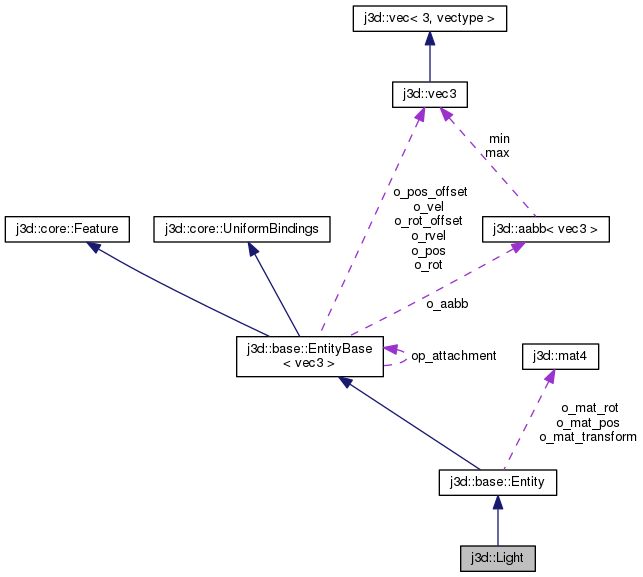 j3d::vec< 3, vectype >
j3d::vec3
min
max
o_pos_offset
o_vel
o_rot_offset
o_rvel
o_pos
o_rot
j3d::core::Feature
j3d::core::UniformBindings
j3d::aabb< vec3 >
o_aabb
j3d::base::EntityBase
< vec3 >
op_attachment
j3d::mat4
o_mat_rot
o_mat_pos
o_mat_transform
j3d::base::Entity
j3d::Light